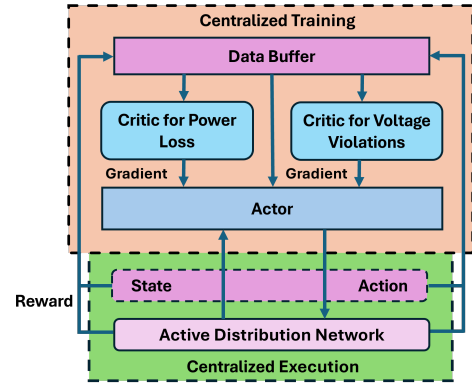 Centralized Training
Data Buffer
Critic for Power
Loss
Critic for Voltage
Violations
Gradient
Gradient
Actor
State
Action
Reward
Active Distribution Network
Centralized Execution